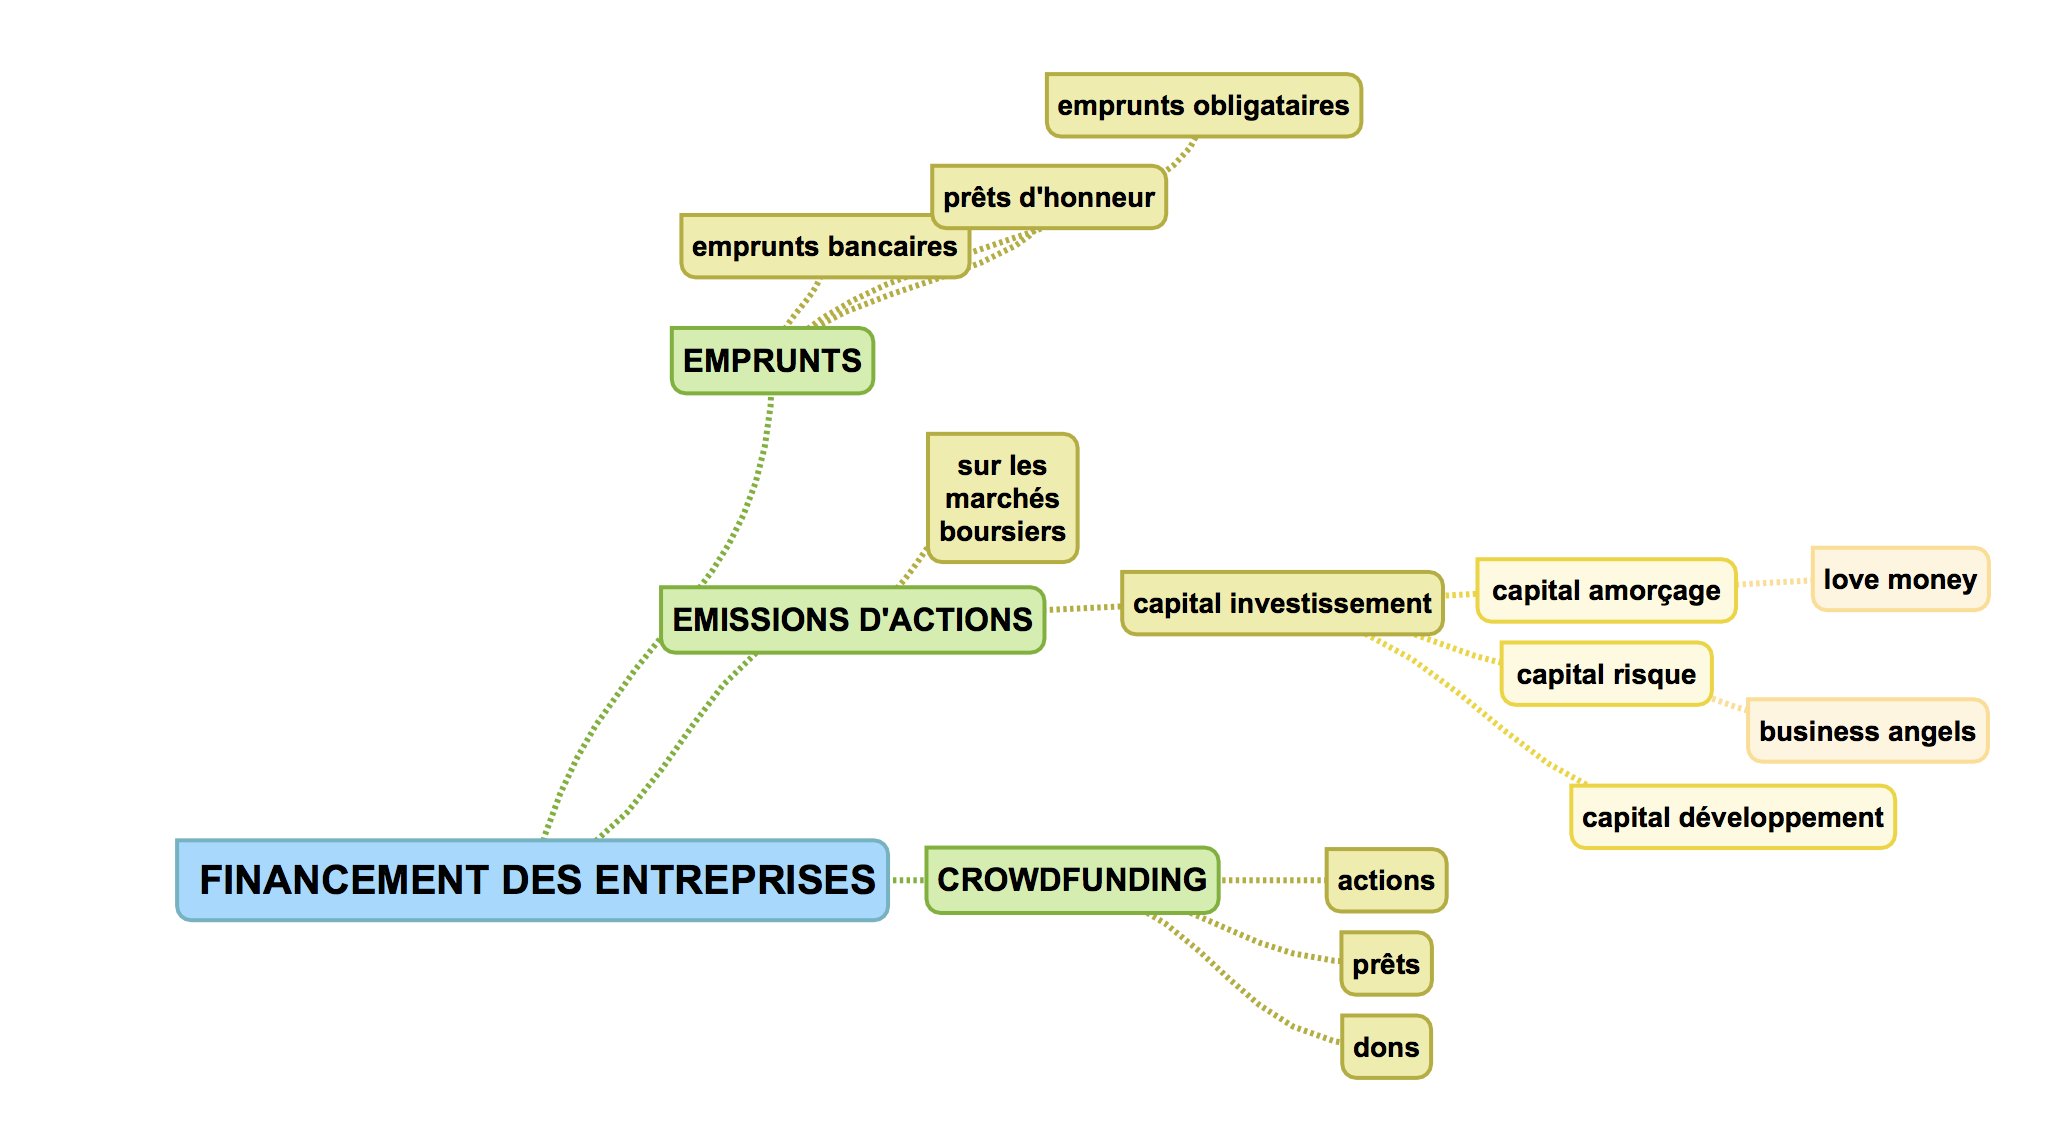 emprunts obligataires
prêts d'honneur
emprunts bancaires
EMPRUNTS
sur les
marchés
boursiers
EMISSIONS D'ACTIONS
capital investissement
capital amorçage
love money
capital risque
business angels
capital développement
FINANCEMENT DES ENTREPRISES
CROWDFUNDING
actions
prêts
dons